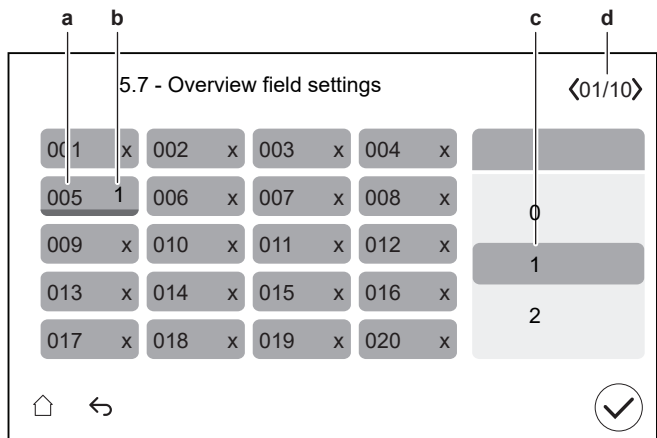 a b c d
5.7 - Overview field settings 01/10
001 x 002 x 003 x 004 x
005 1 006 x 007 x 008 x
0
009 x 010 x 011 x 012 x
1
013 x 014 x 015 x 016 x
2
017 x 018 x 019 x 020 x